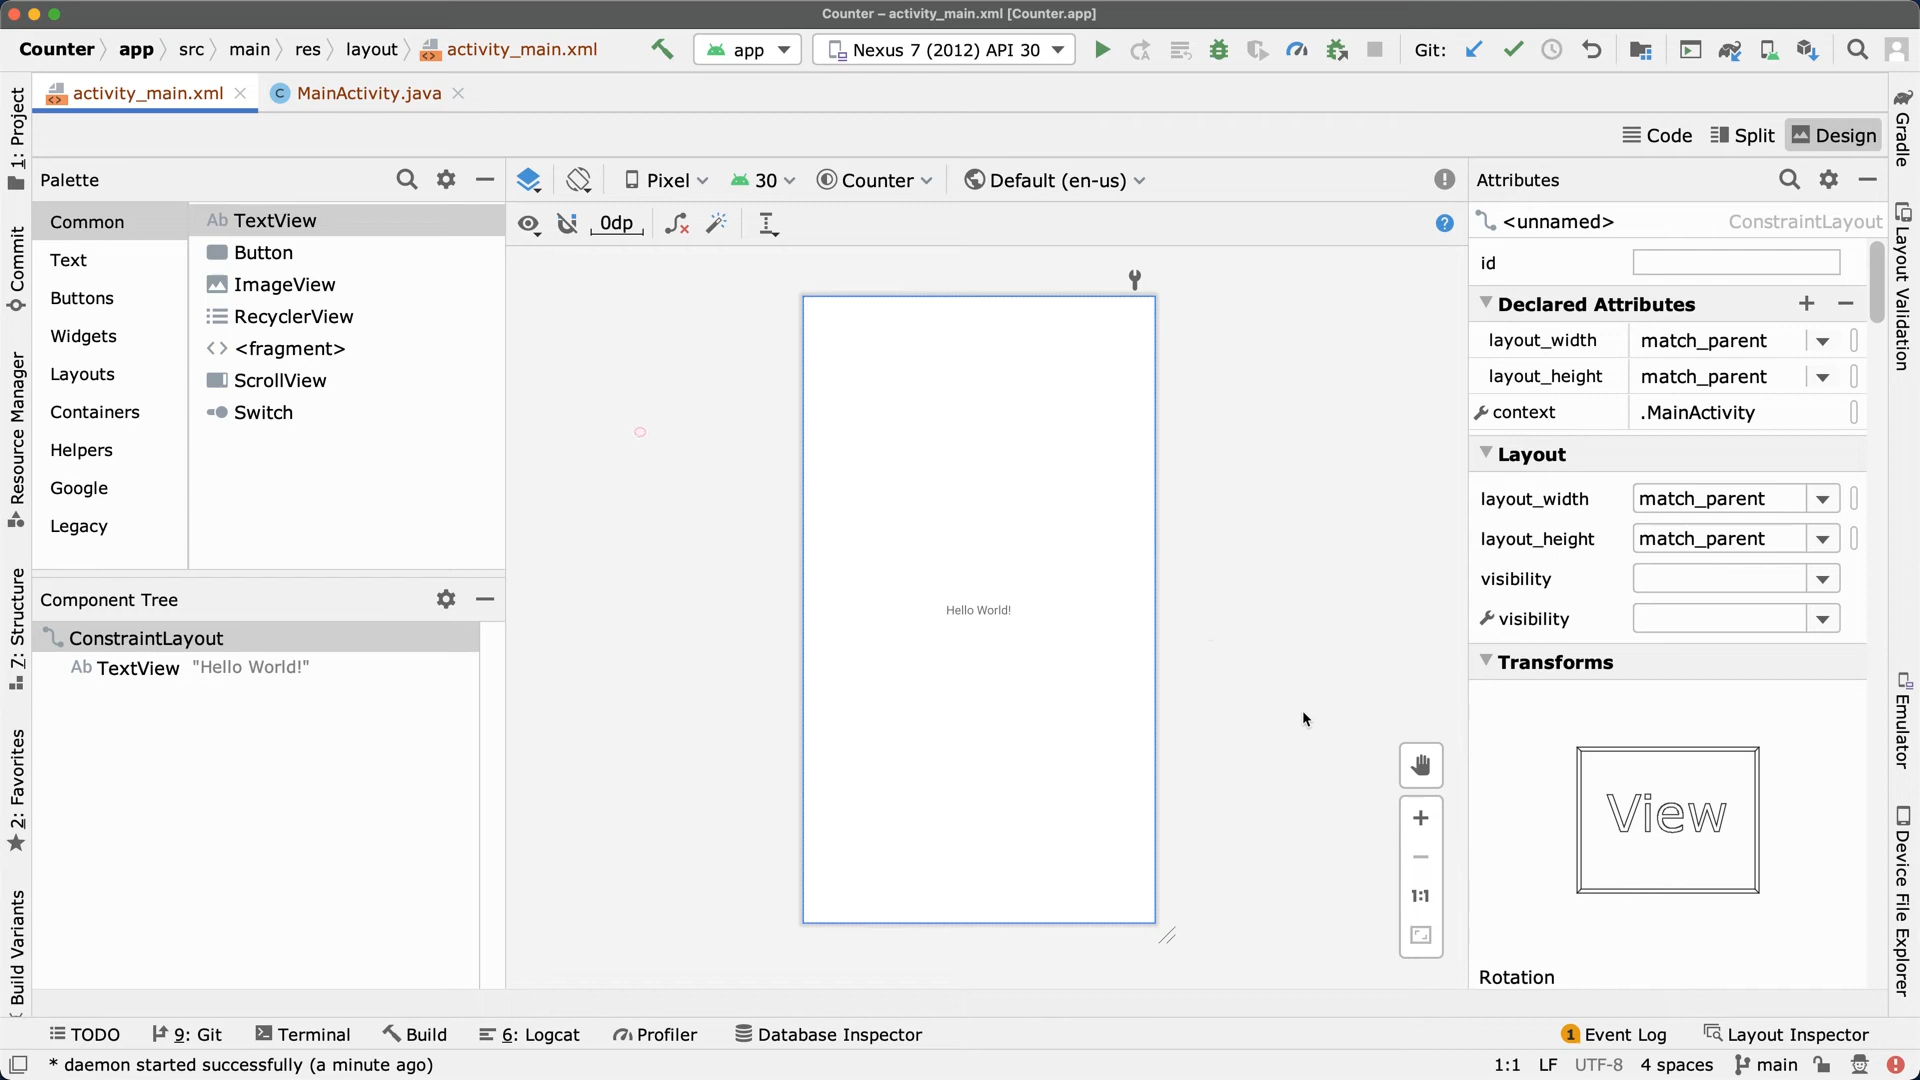 Counter – activity_main.xml [Counter.app]
Counter app src main res layout activity_main.xml app Nexus 7 (2012) API 30 Git:
activity_main.xml MainActivity.java
Code Split Design
Palette
Common
Text
Buttons
Widgets
Layouts
Containers
Helpers
Google
Legacy
Ab TextView
Button
ImageView
RecyclerView
<fragment>
ScrollView
Switch
Component Tree
ConstraintLayout
Ab TextView "Hello World!"
Pixel 30 Counter Default (en-us)
0dp
Hello World!
1:1
Attributes
<unnamed> ConstraintLayout
id
Declared Attributes
layout_width match_parent
layout_height match_parent
context .MainActivity
Layout
layout_width match_parent
layout_height match_parent
visibility
visibility
Transforms
View
Rotation
1: Project
Commit
Resource Manager
7: Structure
2: Favorites
Build Variants
Gradle
Layout Validation
Emulator
Device File Explorer
TODO 9: Git Terminal Build 6: Logcat Profiler Database Inspector 1 Event Log Layout Inspector
* daemon started successfully (a minute ago) 1:1 LF UTF-8 4 spaces main